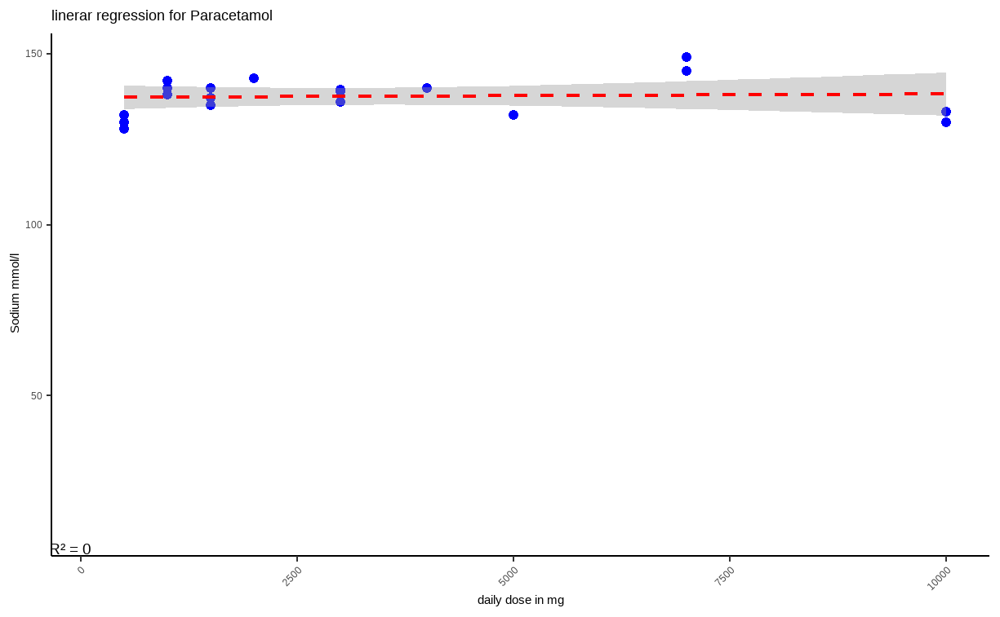 linerar regression for Paracetamol
150
100
50
Sodium mmol/l
R² = 0
0
2500
5000
7500
10000
daily dose in mg